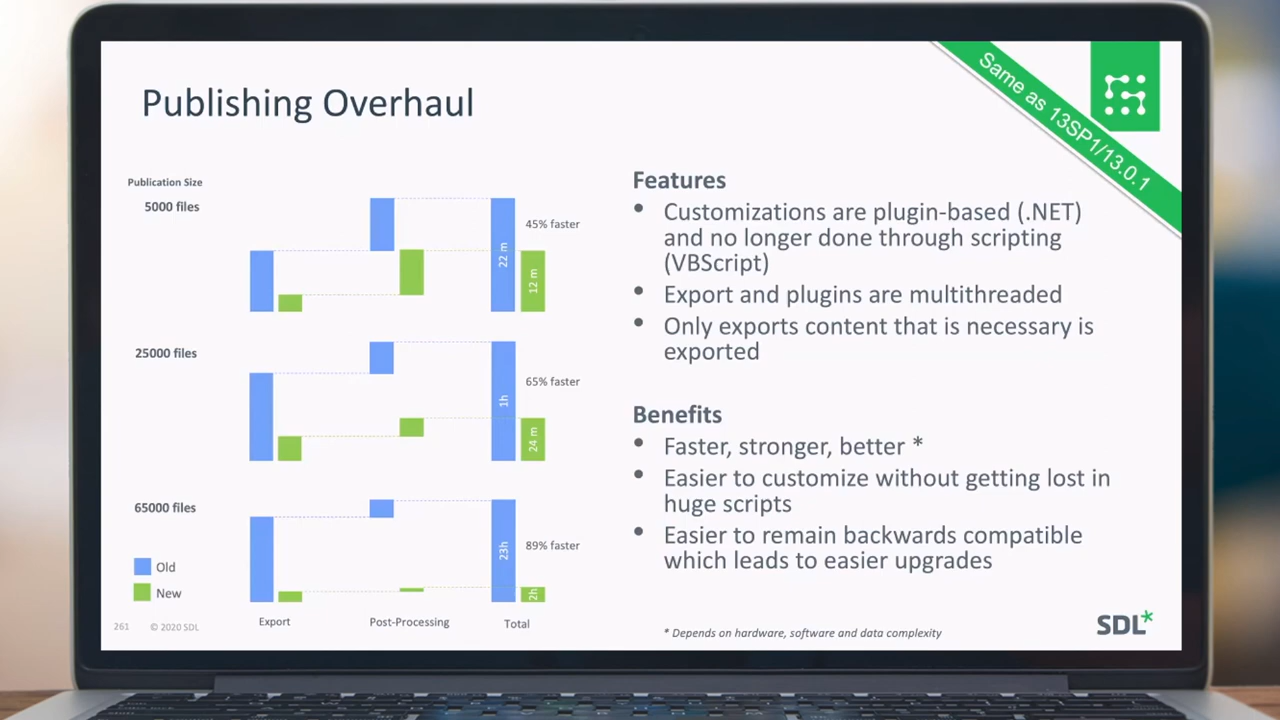 Publishing Overhaul
Same as 13SP1/13.0.1
Publication Size
5000 files
45% faster
22 m
12 m
25000 files
65% faster
1h
24 m
65000 files
89% faster
23h
2h
Old
New
Export
Post-Processing
Total
Features
• Customizations are plugin-based (.NET)
and no longer done through scripting
(VBScript)
• Export and plugins are multithreaded
• Only exports content that is necessary is
exported
Benefits
• Faster, stronger, better *
• Easier to customize without getting lost in
huge scripts
• Easier to remain backwards compatible
which leads to easier upgrades
* Depends on hardware, software and data complexity
261 © 2020 SDL
SDL*